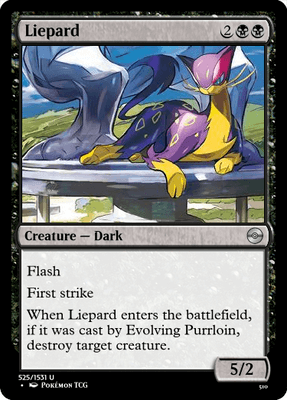 Liepard 2
Creature — Dark
Flash
First strike
When Liepard enters the battlefield,
if it was cast by Evolving Purrloin,
destroy target creature.
5/2
525/1531 U
• Pokémon TCG